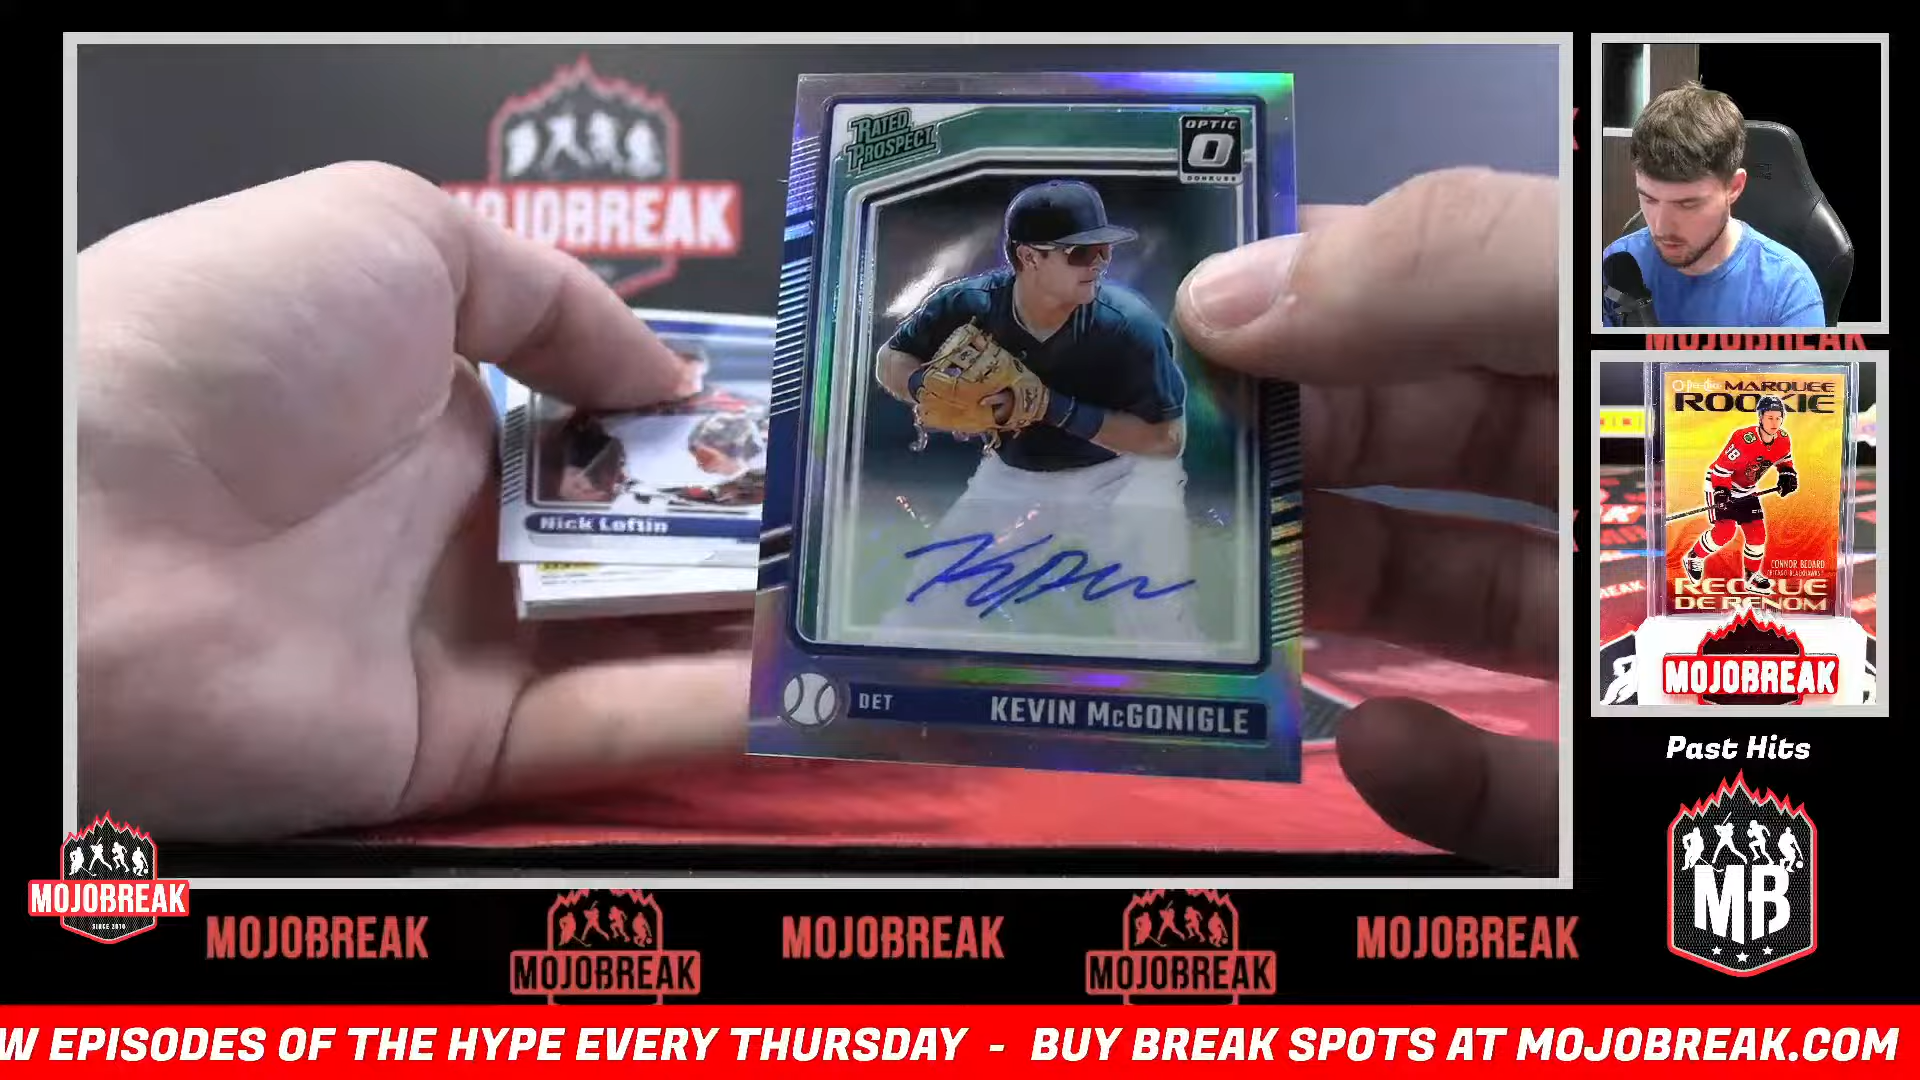 MOJOBREAK
RATED
PROSPECT
OPTIC
O
DONRUSS
Nick Loftin
DET
KEVIN McGONIGLE
MARQUEE
ROOKIE
CONNOR BEDARD
CHICAGO BLACKHAWKS
RECRUE
DE RENOM
MOJOBREAK
Past Hits
MB
MOJOBREAK
SINCE 2010
MOJOBREAK
MOJOBREAK
MOJOBREAK
MOJOBREAK
MOJOBREAK
W EPISODES OF THE HYPE EVERY THURSDAY - BUY BREAK SPOTS AT MOJOBREAK.COM